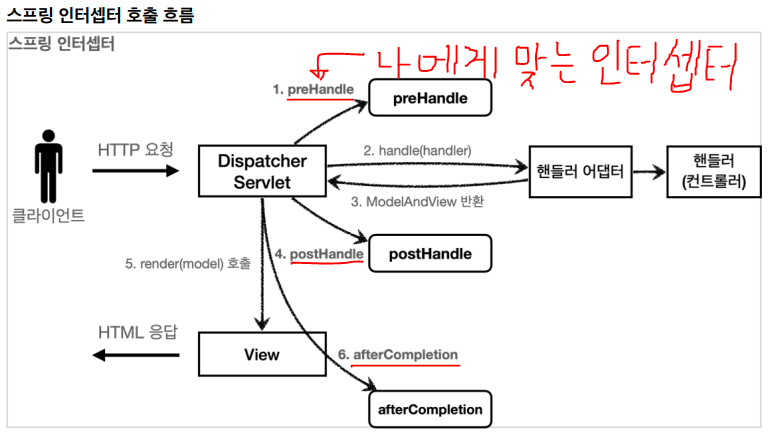 스프링 인터셉터 호출 흐름
스프링 인터셉터
나에게 맞는 인터셉터
1. preHandle
preHandle
HTTP 요청
Dispatcher
Servlet
2. handle(handler)
핸들러 어댑터
핸들러
(컨트롤러)
클라이언트
3. ModelAndView 반환
4. postHandle
postHandle
5. render(model) 호출
HTML 응답
View
6. afterCompletion
afterCompletion